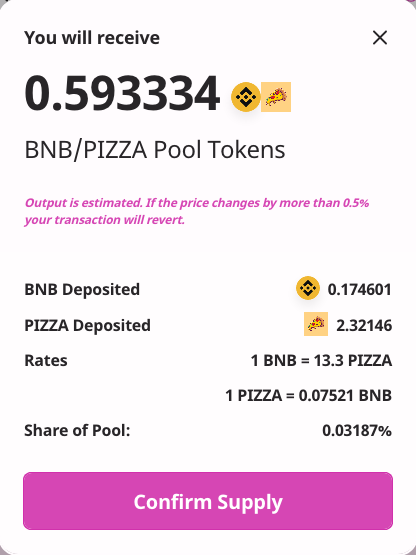 You will receive
0.593334
BNB/PIZZA Pool Tokens
Output is estimated. If the price changes by more than 0.5%
your transaction will revert.
BNB Deposited 0.174601
PIZZA Deposited 2.32146
Rates 1 BNB = 13.3 PIZZA
1 PIZZA = 0.07521 BNB
Share of Pool: 0.03187%
Confirm Supply